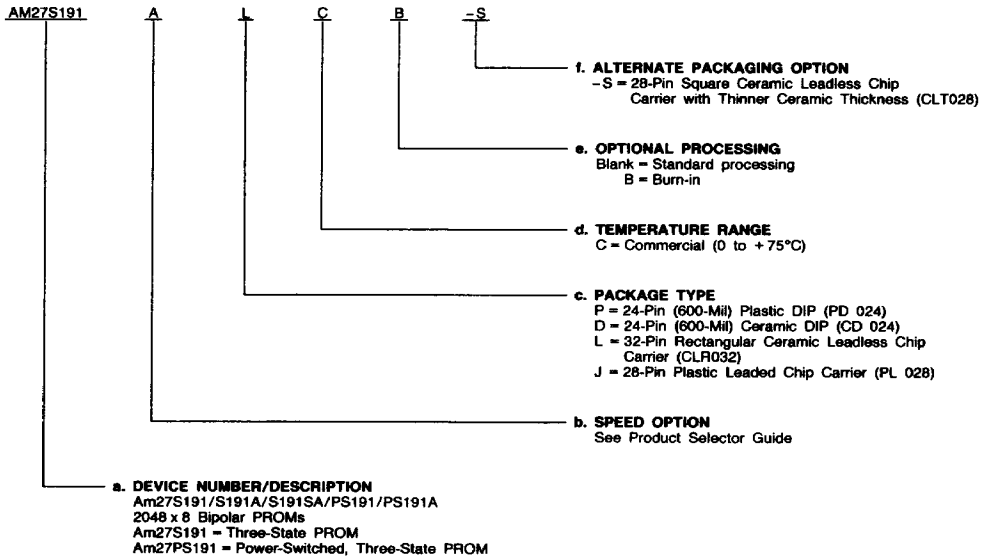 AM27S191 A L C B -S
f. ALTERNATE PACKAGING OPTION
-S = 28-Pin Square Ceramic Leadless Chip
Carrier with Thinner Ceramic Thickness (CLT028)
e. OPTIONAL PROCESSING
Blank = Standard processing
B = Burn-in
d. TEMPERATURE RANGE
C = Commercial (0 to +75°C)
c. PACKAGE TYPE
P = 24-Pin (600-Mil) Plastic DIP (PD 024)
D = 24-Pin (600-Mil) Ceramic DIP (CD 024)
L = 32-Pin Rectangular Ceramic Leadless Chip
Carrier (CLR032)
J = 28-Pin Plastic Leaded Chip Carrier (PL 028)
b. SPEED OPTION
See Product Selector Guide
a. DEVICE NUMBER/DESCRIPTION
Am27S191/S191A/S191SA/PS191/PS191A
2048 x 8 Bipolar PROMs
Am27S191 = Three-State PROM
Am27PS191 = Power-Switched, Three-State PROM